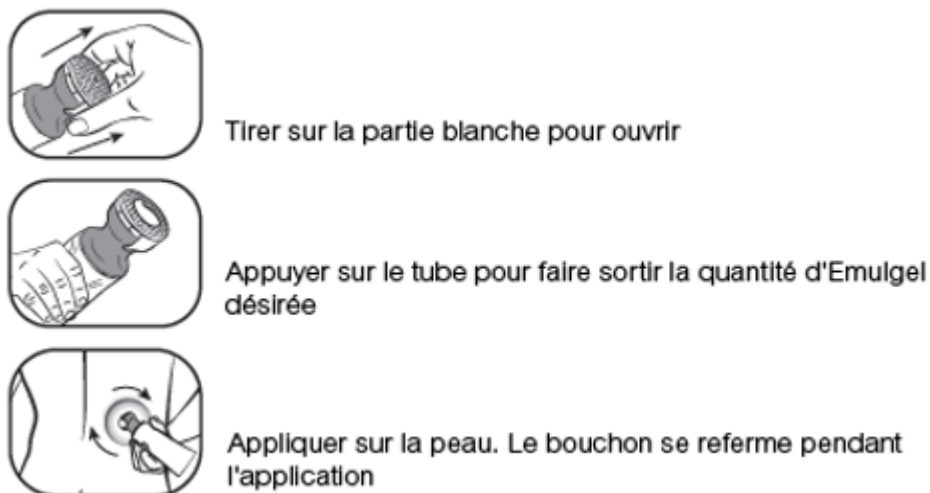 Tirer sur la partie blanche pour ouvrir
Appuyer sur le tube pour faire sortir la quantité d'Emulgel
désirée
Appliquer sur la peau. Le bouchon se referme pendant
l'application